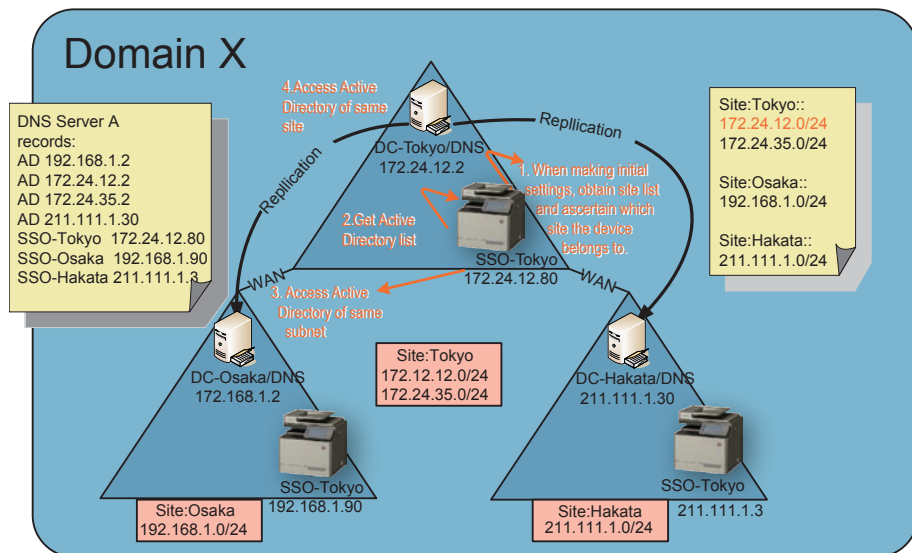 Domain X
DNS Server A
records:
AD 192.168.1.2
AD 172.24.12.2
AD 172.24.35.2
AD 211.111.1.30
SSO-Tokyo 172.24.12.80
SSO-Osaka 192.168.1.90
SSO-Hakata 211.111.1.3
4.Access Active
Directory of same
site
Repllication
DC-Tokyo/DNS
172.24.12.2
Repllication
1. When making initial
settings, obtain site list
and ascertain which
site the device
belongs to.
2.Get Active
Directory list
SSO-Tokyo
172.24.12.80
Site:Tokyo::
172.24.12.0/24
172.24.35.0/24
Site:Osaka::
192.168.1.0/24
Site:Hakata::
211.111.1.0/24
WAN
3. Access Active
Directory of same
subnet
WAN
DC-Osaka/DNS
172.168.1.2
Site:Tokyo
172.12.12.0/24
172.24.35.0/24
DC-Hakata/DNS
211.111.1.30
SSO-Tokyo
192.168.1.90
Site:Osaka
192.168.1.0/24
SSO-Tokyo
211.111.1.3
Site:Hakata
211.111.1.0/24